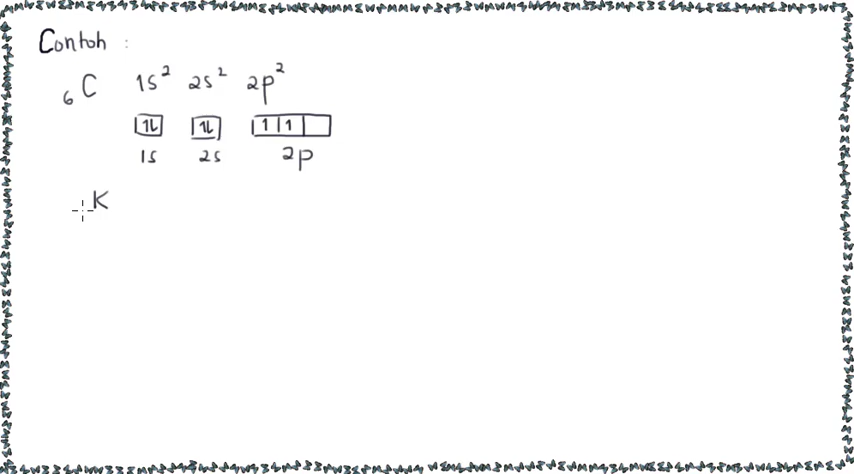 Contoh :
₆C 1s² 2s² 2p²
1L 1L 1 1
1s 2s 2p
K